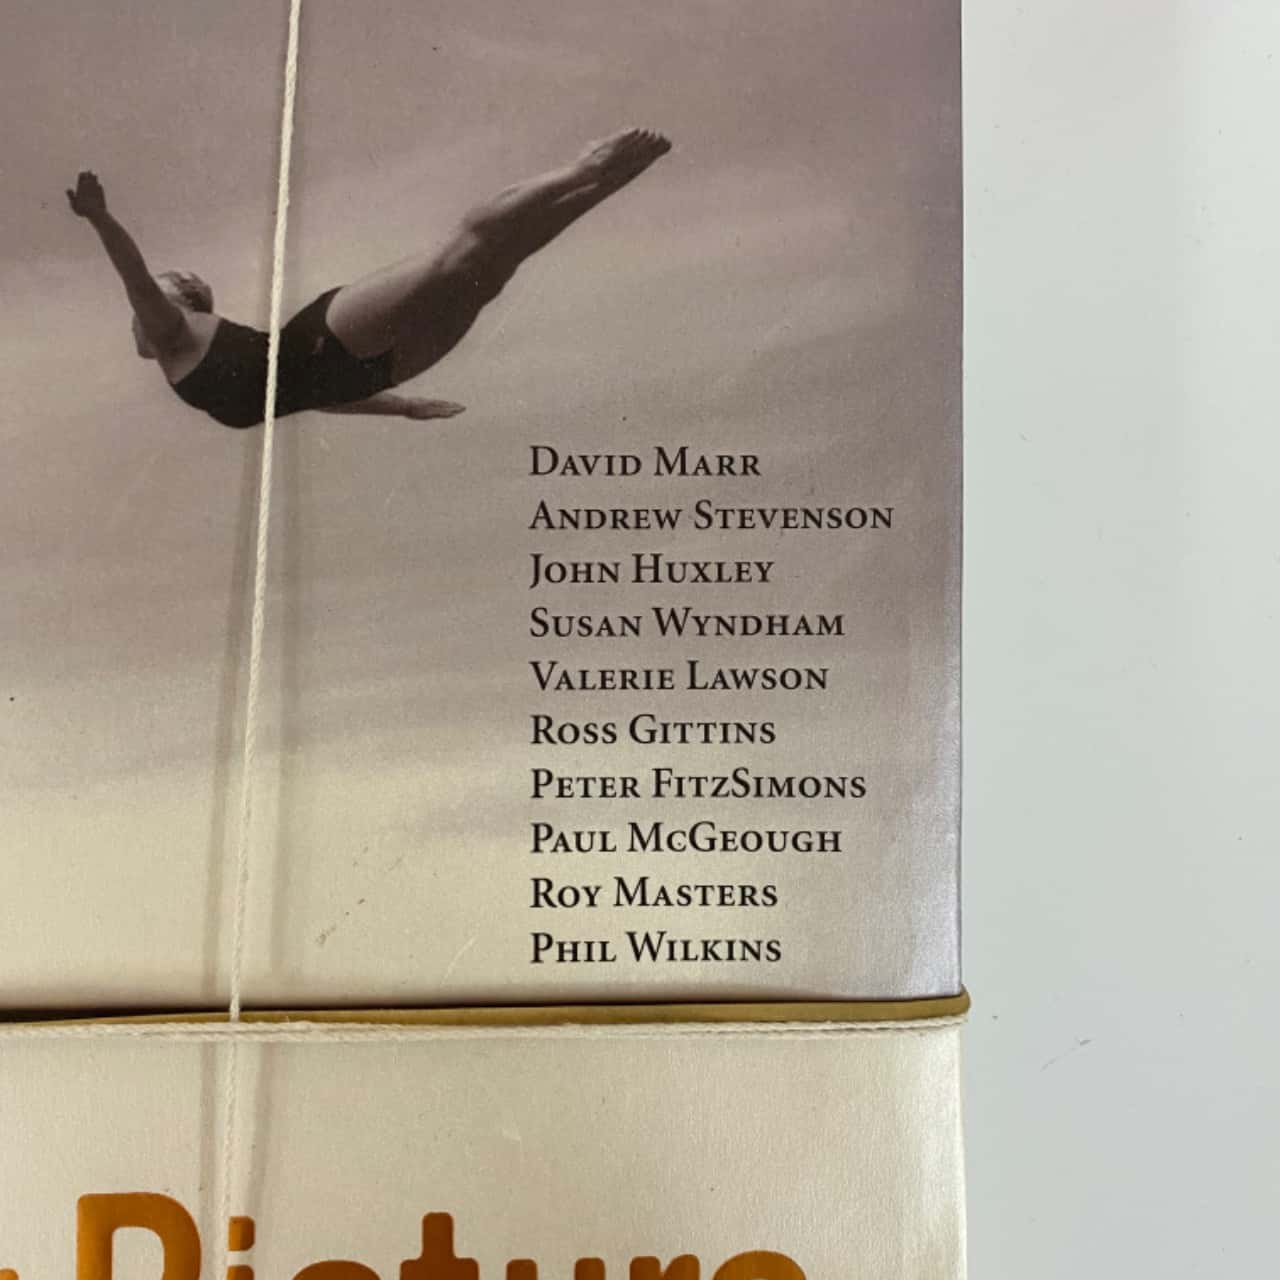 David Marr
Andrew Stevenson
John Huxley
Susan Wyndham
Valerie Lawson
Ross Gittins
Peter FitzSimons
Paul McGeough
Roy Masters
Phil Wilkins
Picture